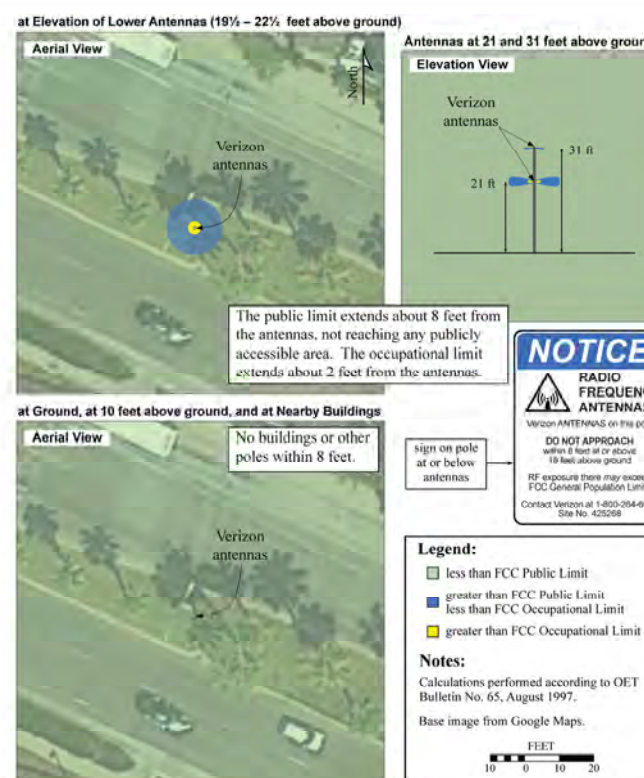 at Elevation of Lower Antennas (19½ – 22½ feet above ground)
Aerial View
North
Verizon
antennas
The public limit extends about 8 feet from
the antennas, not reaching any publicly
accessible area. The occupational limit
extends about 2 feet from the antennas.
Antennas at 21 and 31 feet above groun
Elevation View
Verizon
antennas
31 ft
21 ft
at Ground, at 10 feet above ground, and at Nearby Buildings
Aerial View
No buildings or other
poles within 8 feet.
Verizon
antennas
sign on pole
at or below
antennas
NOTICE
RADIO
FREQUENC
ANTENNAS
Verizon ANTENNAS on this po
DO NOT APPROACH
within 8 feet at or above
feet above ground
RF exposure there may excee
FCC General Population Limi
Contact Verizon at 1-800-264-6
Site No. 425268
Legend:
less than FCC Public Limit
greater than FCC Public Limit
less than FCC Occupational Limit
greater than FCC Occupational Limit
Notes:
Calculations performed according to OET
Bulletin No. 65, August 1997.
Base image from Google Maps.
FEET
10 0 10 20